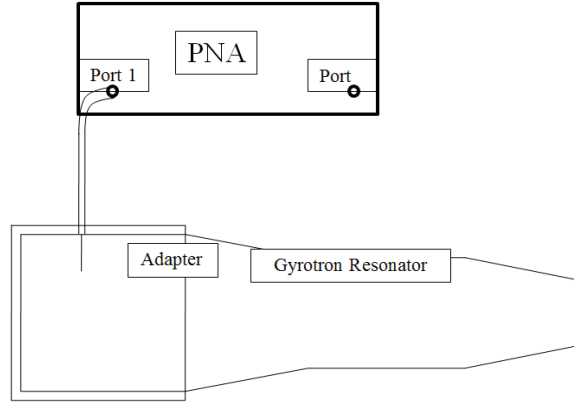 PNA
Port 1
Port
Adapter
Gyrotron Resonator